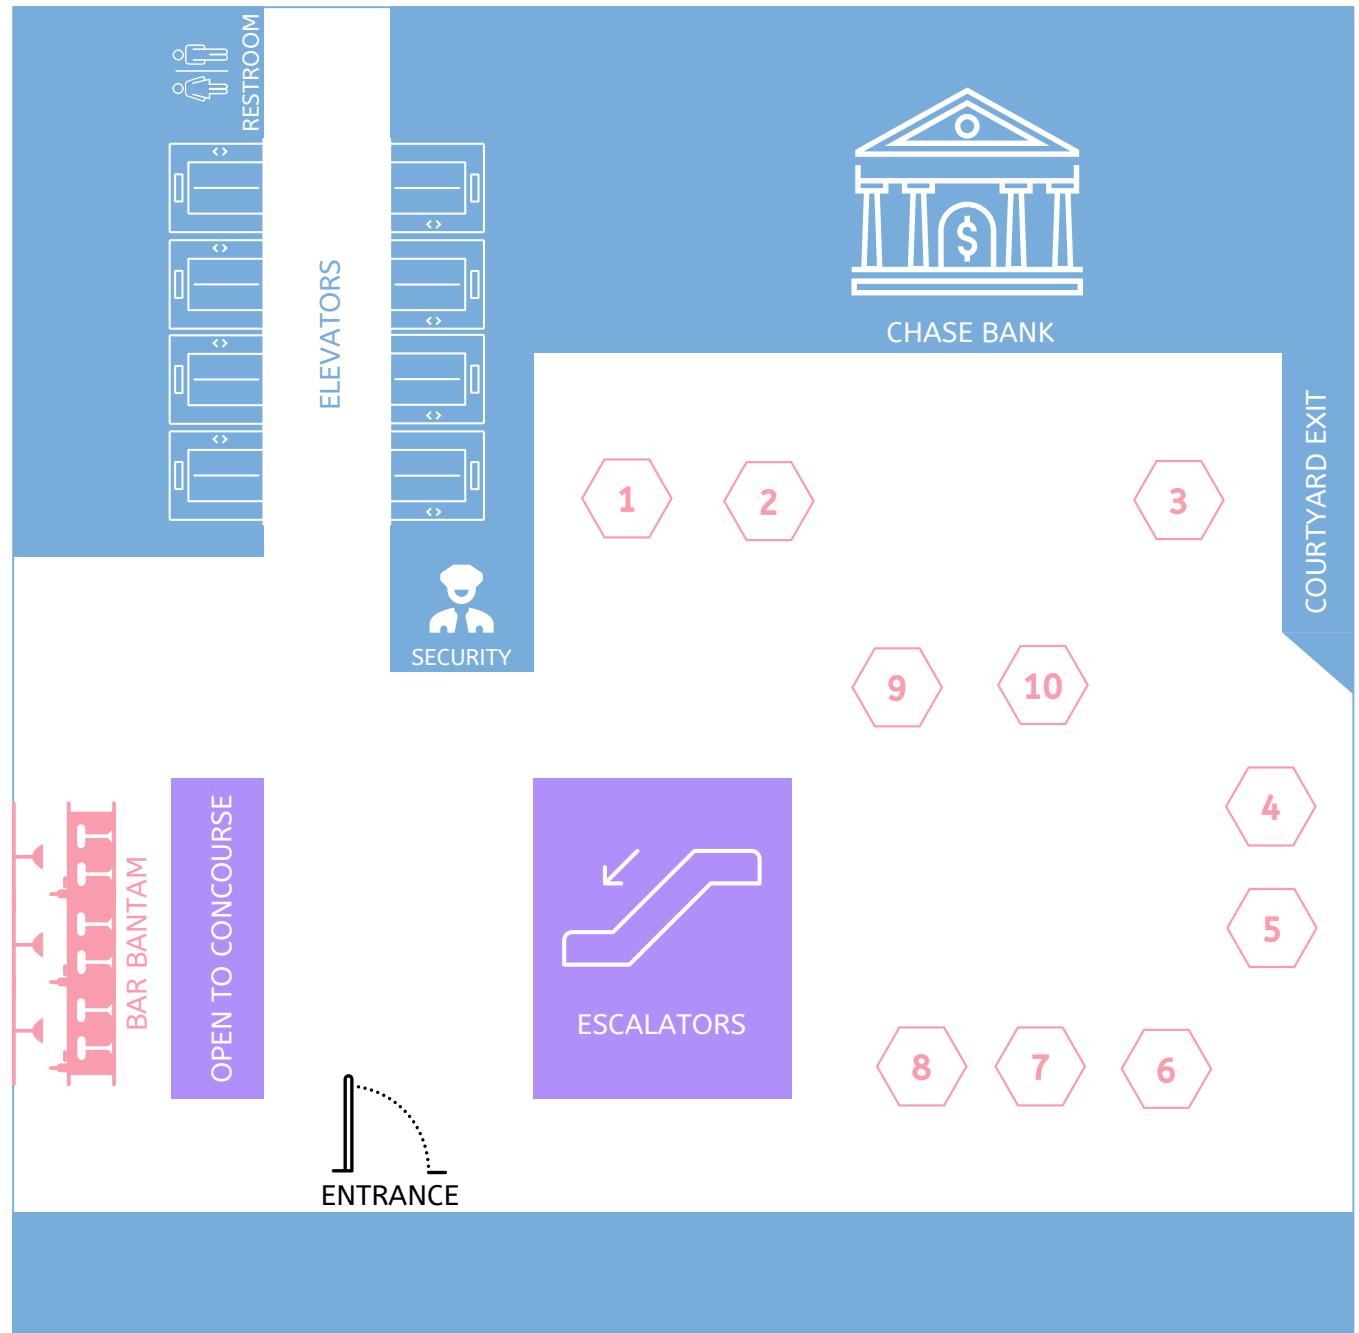 RESTROOM
ELEVATORS
$
CHASE BANK
COURTYARD EXIT
1
2
3
SECURITY
9
10
4
5
BAR BANTAM
OPEN TO CONCOURSE
ESCALATORS
8
7
6
ENTRANCE